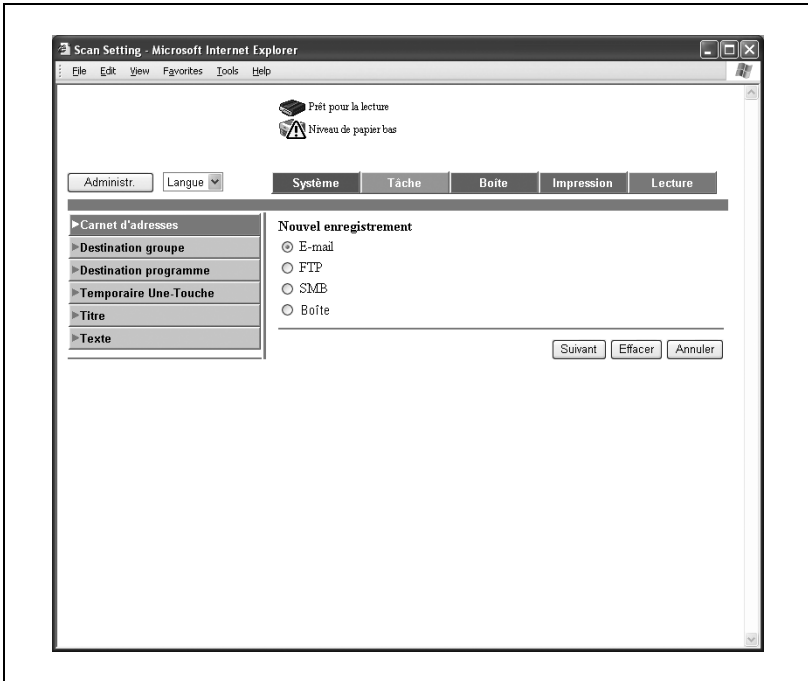 Scan Setting - Microsoft Internet Explorer
File Edit View Favorites Tools Help
Prêt pour la lecture
Niveau de papier bas
Administr. Langue Système Tâche Boîte Impression Lecture
Carnet d'adresses
Destination groupe
Destination programme
Temporaire Une-Touche
Titre
Texte
Nouvel enregistrement
E-mail
FTP
SMB
Boîte
Suivant Effacer Annuler